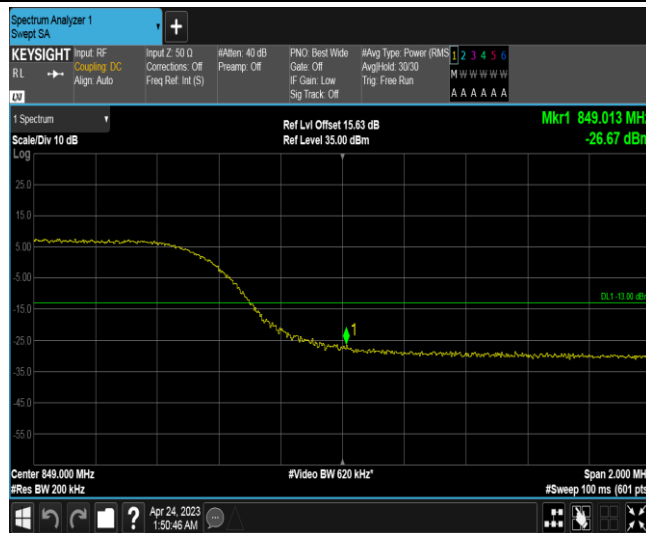 Spectrum Analyzer 1
Swept SA
+
KEYSIGHT
RL
LXI
Input: RF
Coupling: DC
Align: Auto
Input Z: 50 Ω
Corrections: Off
Freq Ref: Int (S)
#Atten: 40 dB
Preamp: Off
PNO: Best Wide
Gate: Off
IF Gain: Low
Sig Track: Off
#Avg Type: Power (RMS
Avg|Hold: 30/30
Trig: Free Run
1 2 3 4 5 6
M W W W W W
A A A A A A
1 Spectrum
Scale/Div 10 dB
Log
Ref Lvl Offset 15.63 dB
Ref Level 35.00 dBm
Mkr1 849.013 MHz
-26.67 dBm
25.0
15.0
5.00
-5.00
-15.0
-25.0
-35.0
-45.0
-55.0
DL1 -13.00 dBm
1
Center 849.000 MHz
#Res BW 200 kHz
#Video BW 620 kHz*
Span 2.000 MHz
#Sweep 100 ms (601 pts)
?
Apr 24, 2023
1:50:46 AM